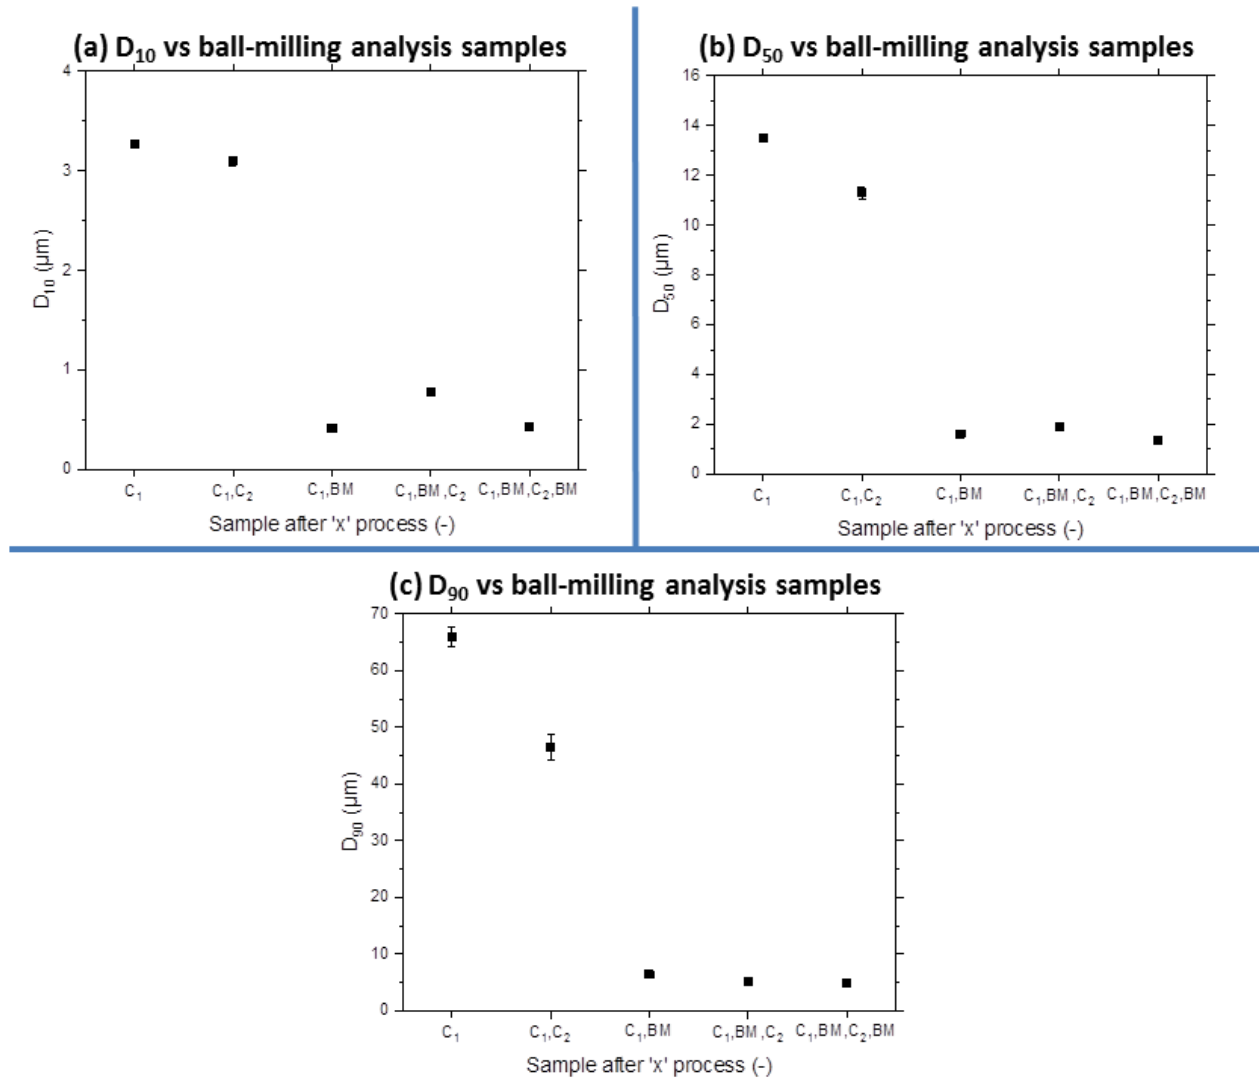 (a) D₁₀ vs ball-milling analysis samples
4
3
2
1
0
D₁₀ (µm)
C₁ C₁,C₂ C₁,BM C₁,BM,C₂ C₁,BM,C₂,BM
Sample after 'x' process (-)
(b) D₅₀ vs ball-milling analysis samples
16
14
12
10
8
6
4
2
0
D₅₀ (µm)
C₁ C₁,C₂ C₁,BM C₁,BM,C₂ C₁,BM,C₂,BM
Sample after 'x' process (-)
(c) D₉₀ vs ball-milling analysis samples
70
60
50
40
30
20
10
0
D₉₀ (µm)
C₁ C₁,C₂ C₁,BM C₁,BM,C₂ C₁,BM,C₂,BM
Sample after 'x' process (-)